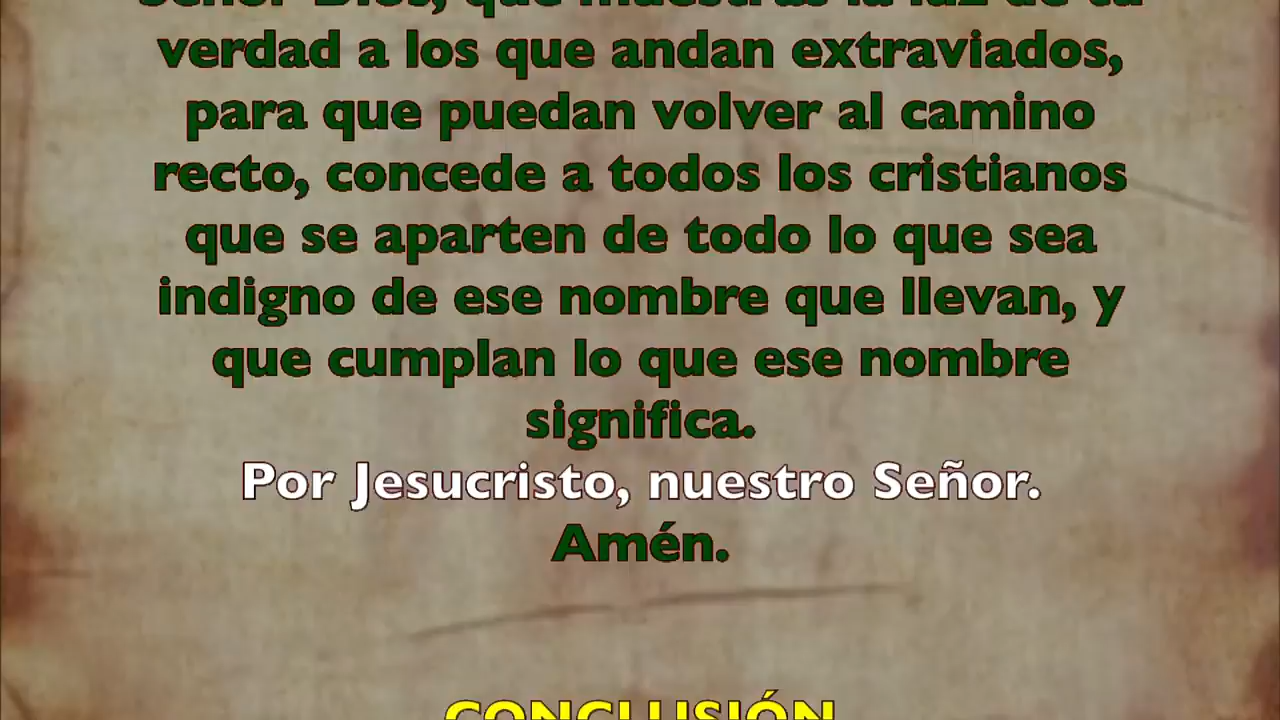 Señor Dios, que muestras la luz de tu
verdad a los que andan extraviados,
para que puedan volver al camino
recto, concede a todos los cristianos
que se aparten de todo lo que sea
indigno de ese nombre que llevan, y
que cumplan lo que ese nombre
significa.
Por Jesucristo, nuestro Señor.
Amén.
CONCLUSIÓN